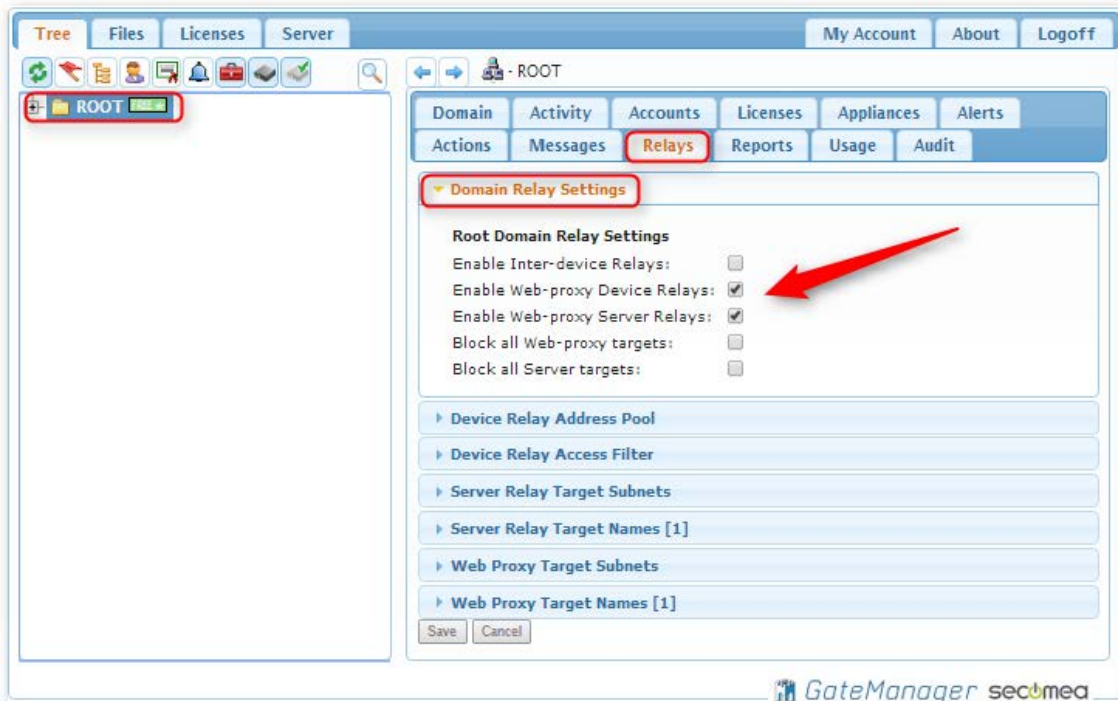 Tree Files Licenses Server My Account About Logoff
- ROOT
ROOT
Domain Activity Accounts Licenses Appliances Alerts
Actions Messages Relays Reports Usage Audit
Domain Relay Settings
Root Domain Relay Settings
Enable Inter-device Relays:
Enable Web-proxy Device Relays:
Enable Web-proxy Server Relays:
Block all Web-proxy targets:
Block all Server targets:
Device Relay Address Pool
Device Relay Access Filter
Server Relay Target Subnets
Server Relay Target Names [1]
Web Proxy Target Subnets
Web Proxy Target Names [1]
Save Cancel
GateManager secomea